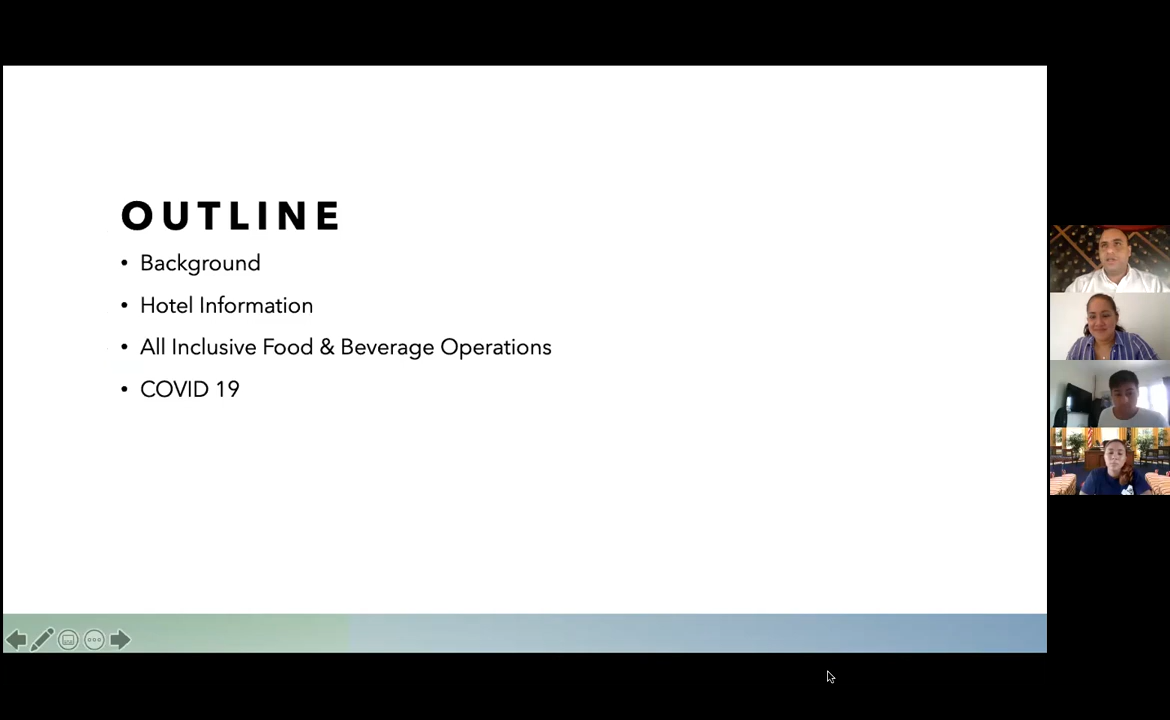 OUTLINE
• Background
• Hotel Information
• All Inclusive Food & Beverage Operations
• COVID 19